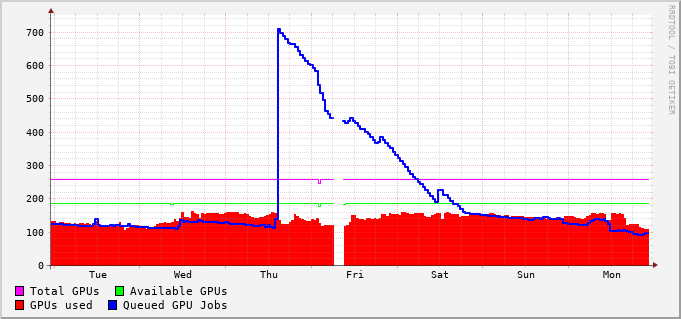 RRDTOOL / TOBI OETIKER
700
600
500
400
300
200
100
0
Tue Wed Thu Fri Sat Sun Mon
Total GPUs Available GPUs
GPUs used Queued GPU Jobs